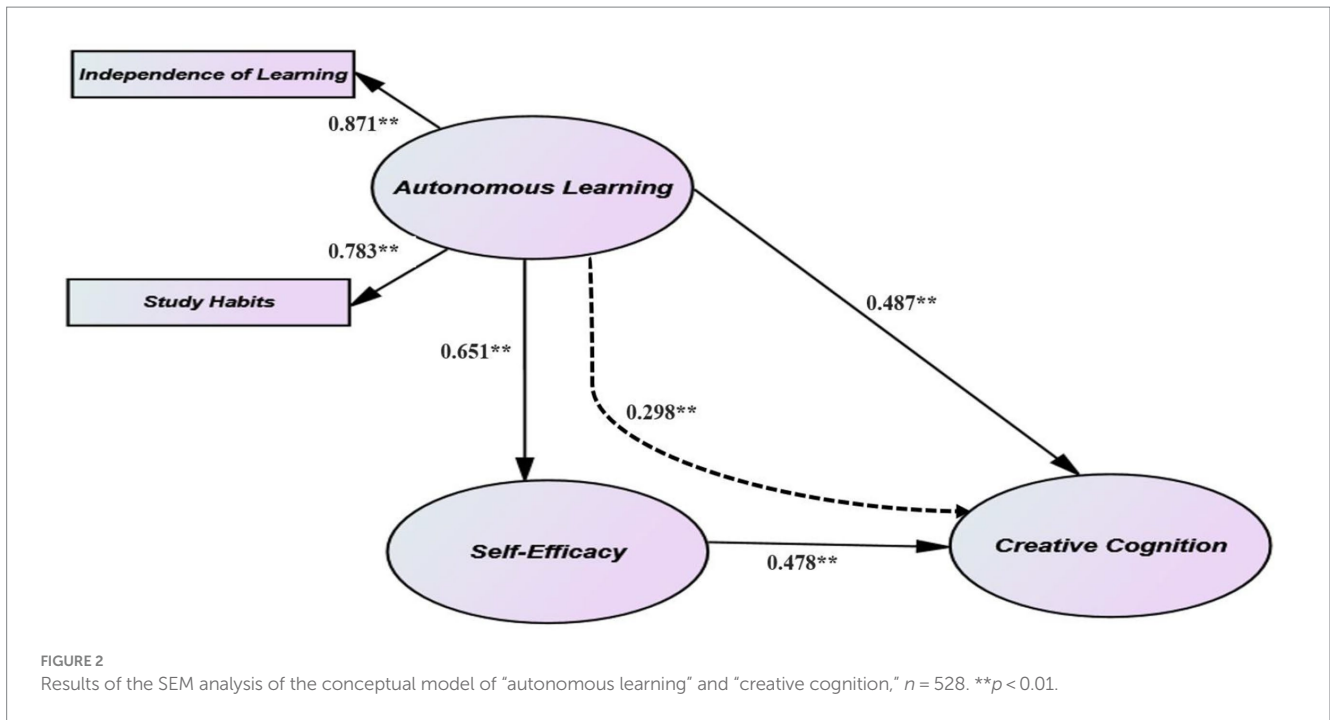 Independence of Learning
0.871**
Autonomous Learning
0.783**
Study Habits
0.487**
0.651**
0.298**
Self-Efficacy
0.478**
Creative Cognition
FIGURE 2
Results of the SEM analysis of the conceptual model of “autonomous learning” and “creative cognition,” n = 528. **p < 0.01.